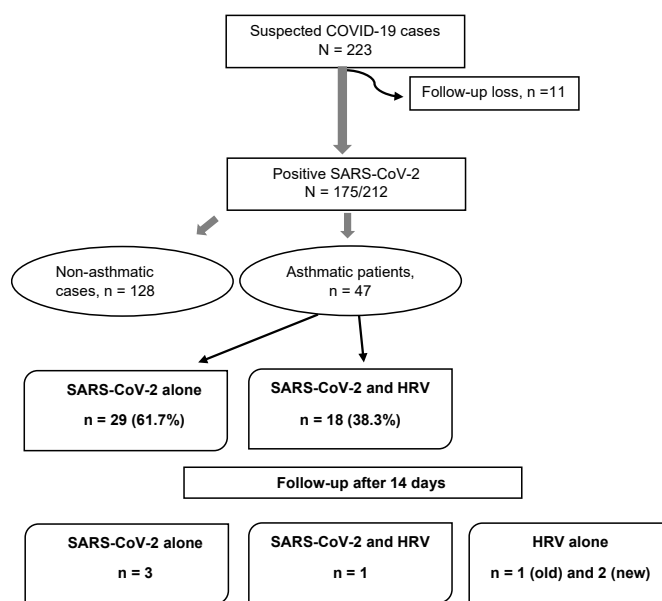 Suspected COVID-19 cases
N = 223
Follow-up loss, n =11
Positive SARS-CoV-2
N = 175/212
Non-asthmatic
cases, n = 128
Asthmatic patients,
n = 47
SARS-CoV-2 alone
n = 29 (61.7%)
SARS-CoV-2 and HRV
n = 18 (38.3%)
Follow-up after 14 days
SARS-CoV-2 alone
n = 3
SARS-CoV-2 and HRV
n = 1
HRV alone
n = 1 (old) and 2 (new)